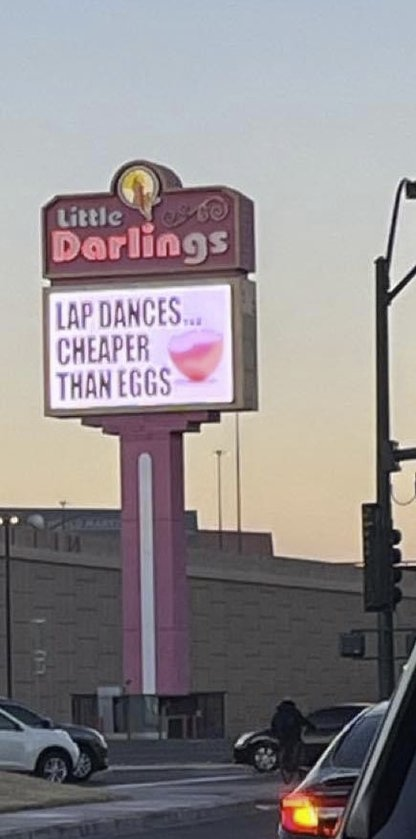 Little
Darlings
LAP DANCES...
CHEAPER
THAN EGGS